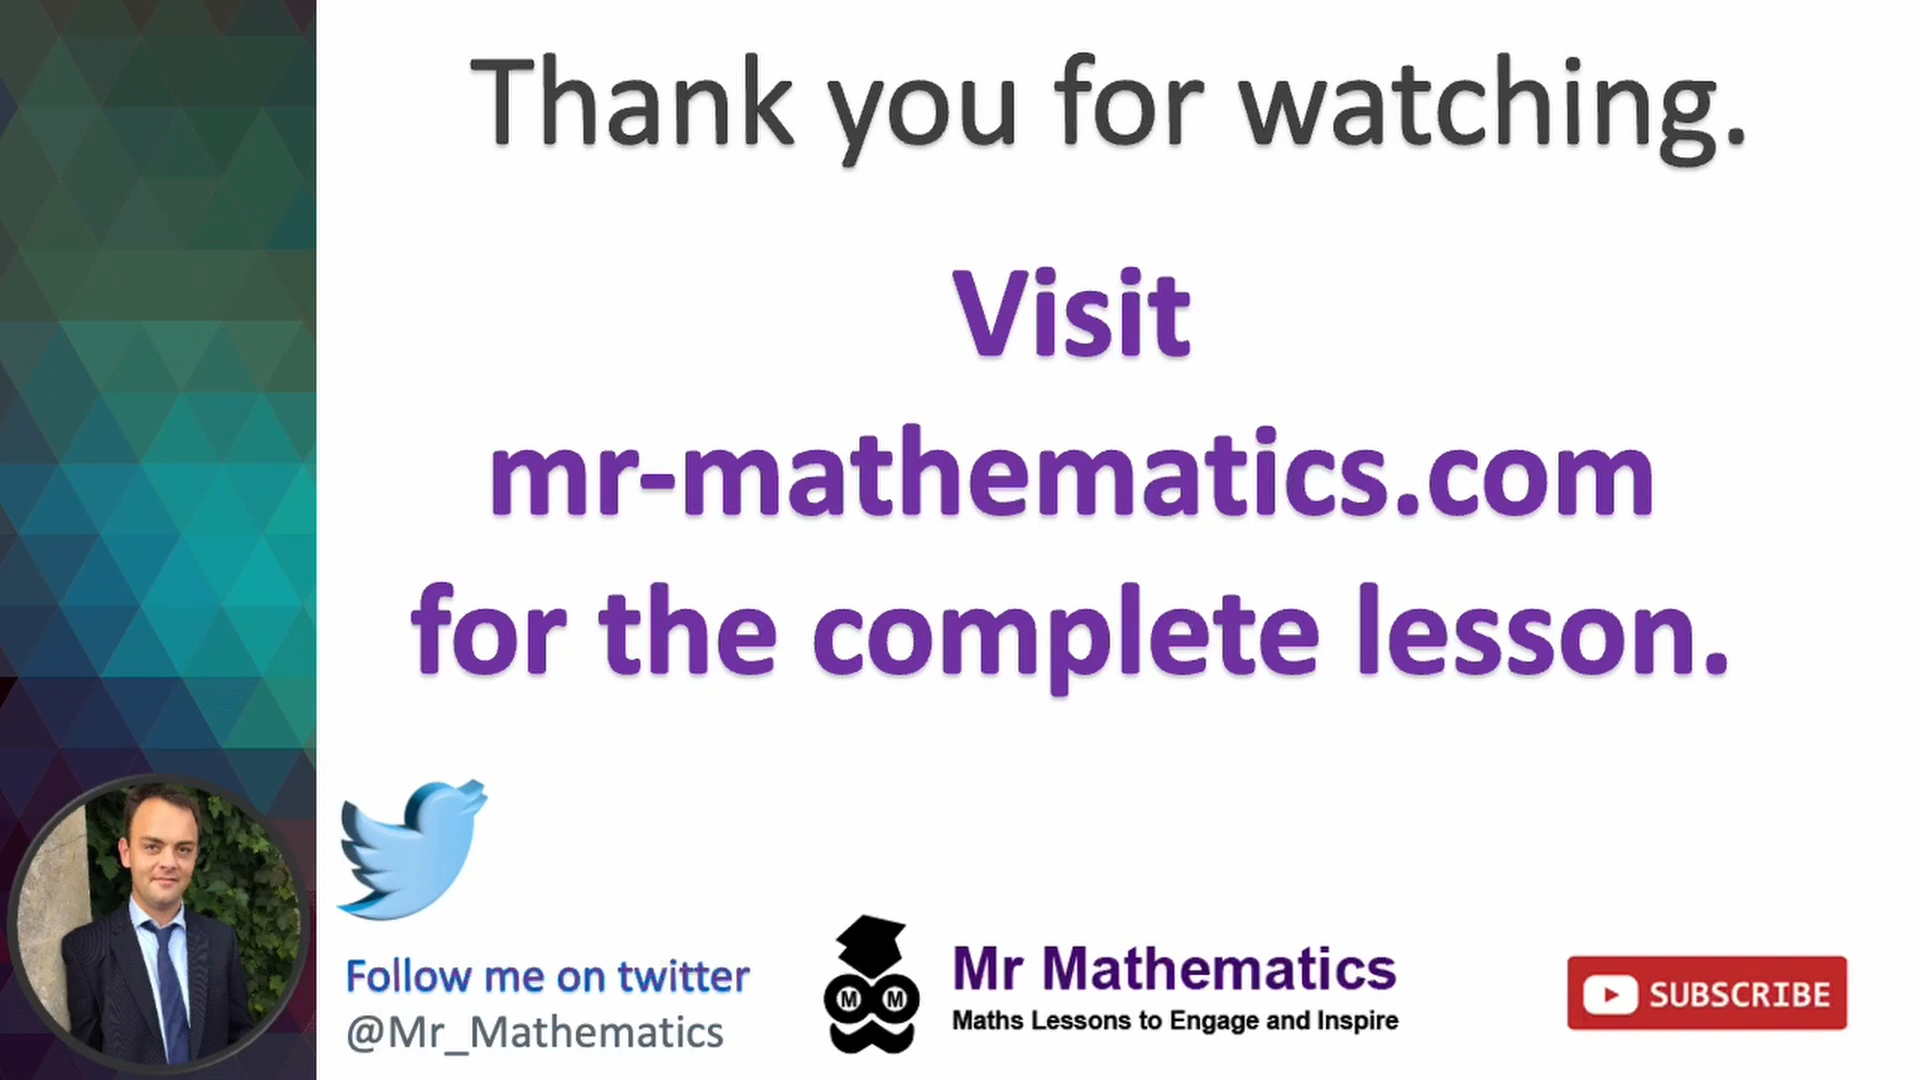 Thank you for watching.
Visit
mr-mathematics.com
for the complete lesson.
Follow me on twitter
@Mr_Mathematics
M M
Mr Mathematics
Maths Lessons to Engage and Inspire
SUBSCRIBE